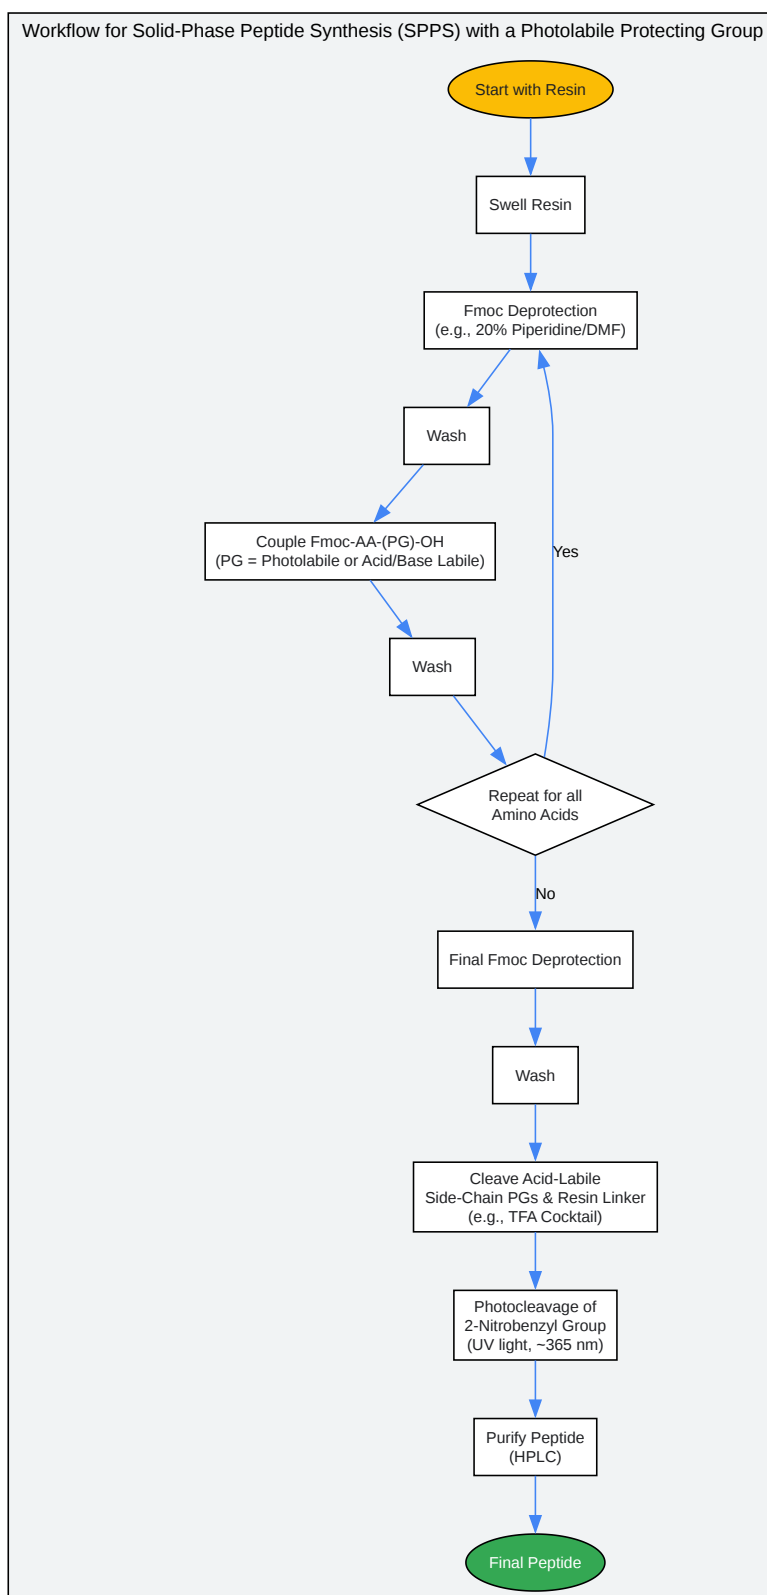 Workflow for Solid-Phase Peptide Synthesis (SPPS) with a Photolabile Protecting Group
Start with Resin
Swell Resin
Fmoc Deprotection
(e.g., 20% Piperidine/DMF)
Wash
Couple Fmoc-AA-(PG)-OH
(PG = Photolabile or Acid/Base Labile)
Yes
Wash
Repeat for all
Amino Acids
No
Final Fmoc Deprotection
Wash
Cleave Acid-Labile
Side-Chain PGs & Resin Linker
(e.g., TFA Cocktail)
Photocleavage of
2-Nitrobenzyl Group
(UV light, ~365 nm)
Purify Peptide
(HPLC)
Final Peptide